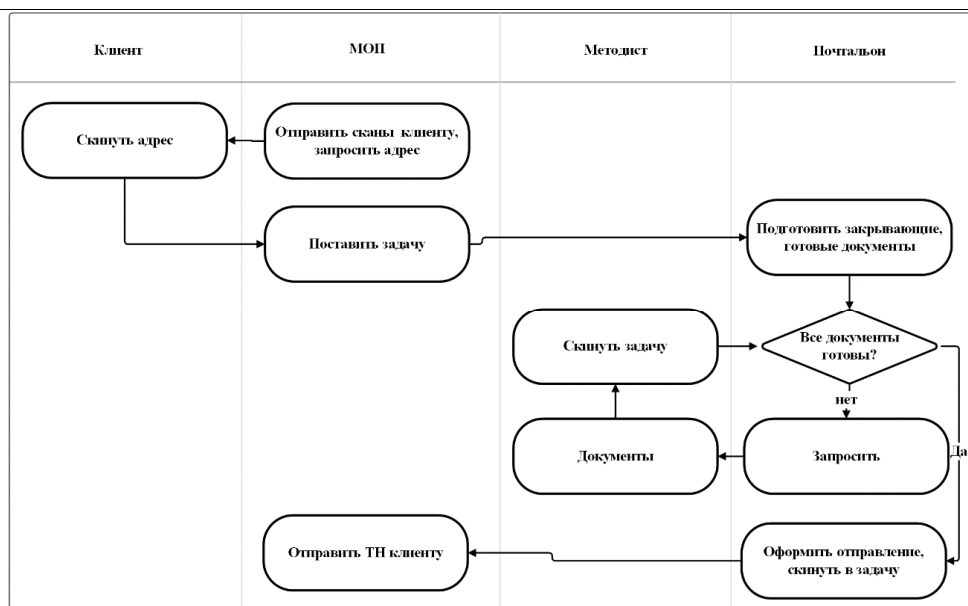 Клиент
МОП
Методист
Почтальон
Скинуть адрес
Отправить сканы клиенту,
запросить адрес
Поставить задачу
Подготовить закрывающие,
готовые документы
Скинуть задачу
Все документы
готовы?
нет
Документы
Запросить
Да
Отправить ТН клиенту
Оформить отправление,
скинуть в задачу